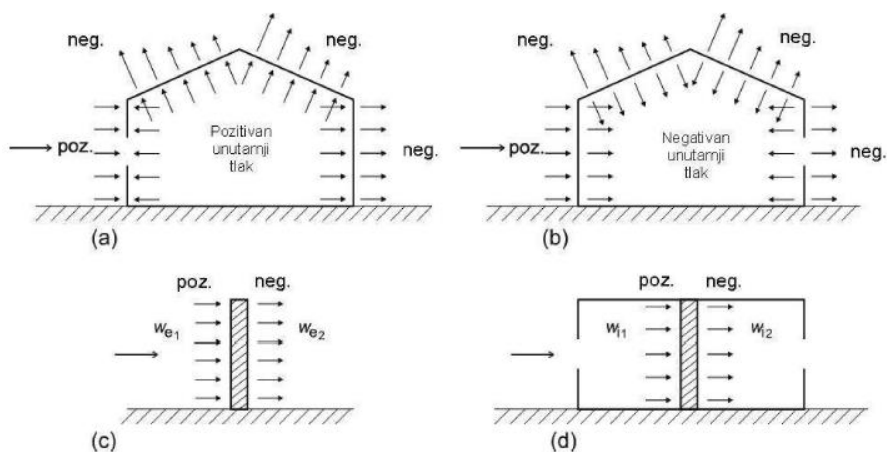 neg.
neg.
poz.
Pozitivan
unutarnji
tlak
neg.
(a)
neg.
neg.
poz.
Negativan
unutarnji
tlak
neg.
(b)
poz.
neg.
we1
we2
(c)
poz.
neg.
wi1
wi2
(d)